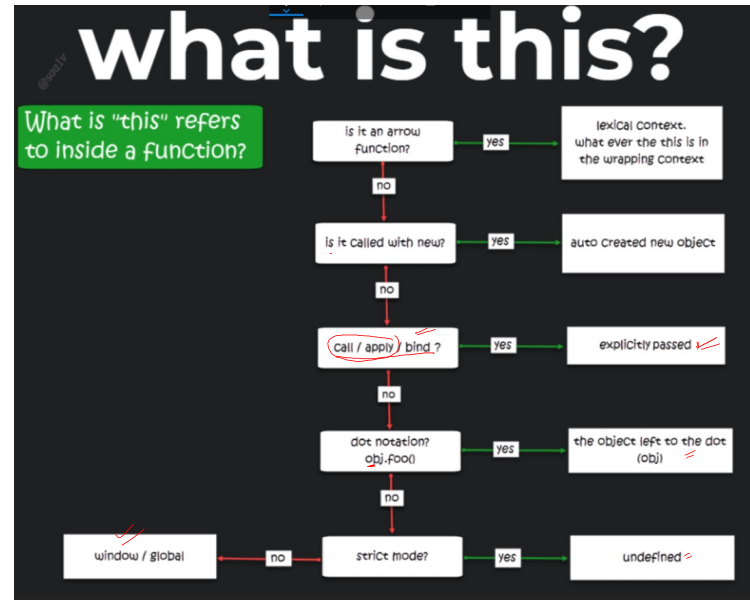 what is this?
@soqlv
What is "this" refers
to inside a function?
is it an arrow
function?
yes
lexical context.
what ever the this is in
the wrapping context
no
is it called with new?
yes
auto created new object
no
call / apply / bind ?
yes
explicitly passed
no
dot notation?
obj.foo()
yes
the object left to the dot
(obj)
no
window / global
no
strict mode?
yes
undefined